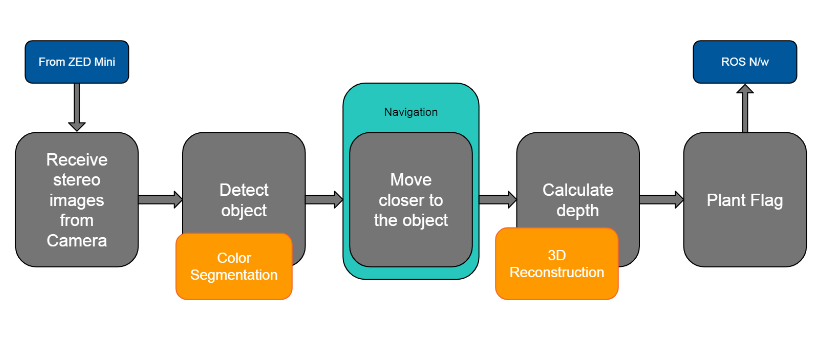 From ZED Mini
ROS N/w
Navigation
Receive
stereo
images
from
Camera
Detect
object
Move
closer to
the object
Calculate
depth
Plant Flag
Color
Segmentation
3D
Reconstruction